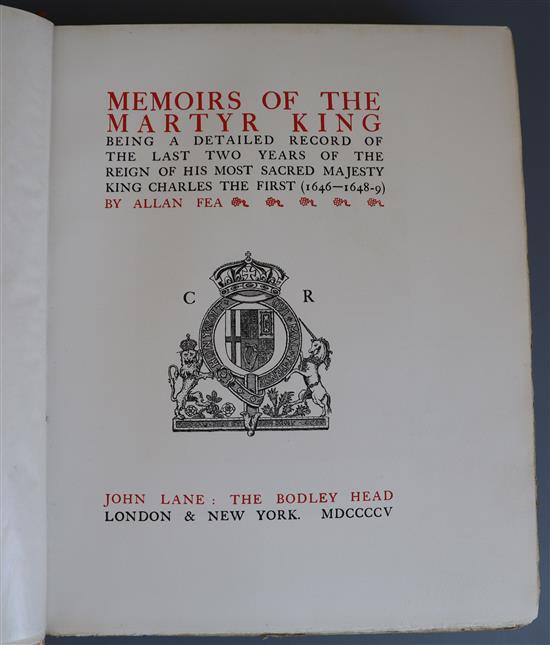 MEMOIRS OF THE
MARTYR KING
BEING A DETAILED RECORD OF
THE LAST TWO YEARS OF THE
REIGN OF HIS MOST SACRED MAJESTY
KING CHARLES THE FIRST (1646—1648-9)
BY ALLAN FEA
C R
JOHN LANE: THE BODLEY HEAD
LONDON & NEW YORK. MDCCCCV